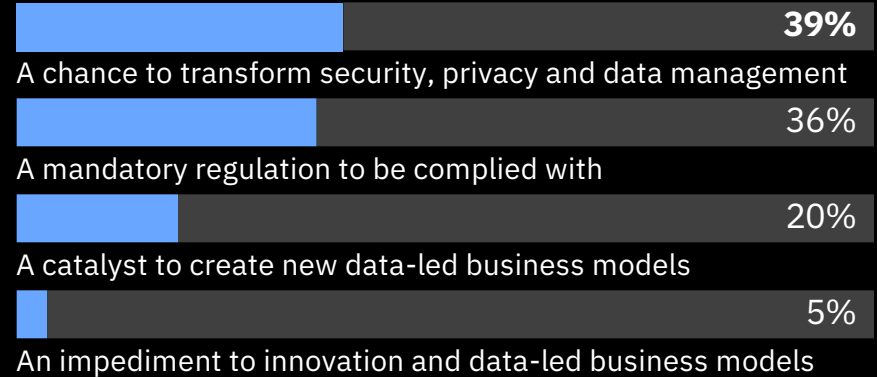 39%
A chance to transform security, privacy and data management
36%
A mandatory regulation to be complied with
20%
A catalyst to create new data-led business models
5%
An impediment to innovation and data-led business models